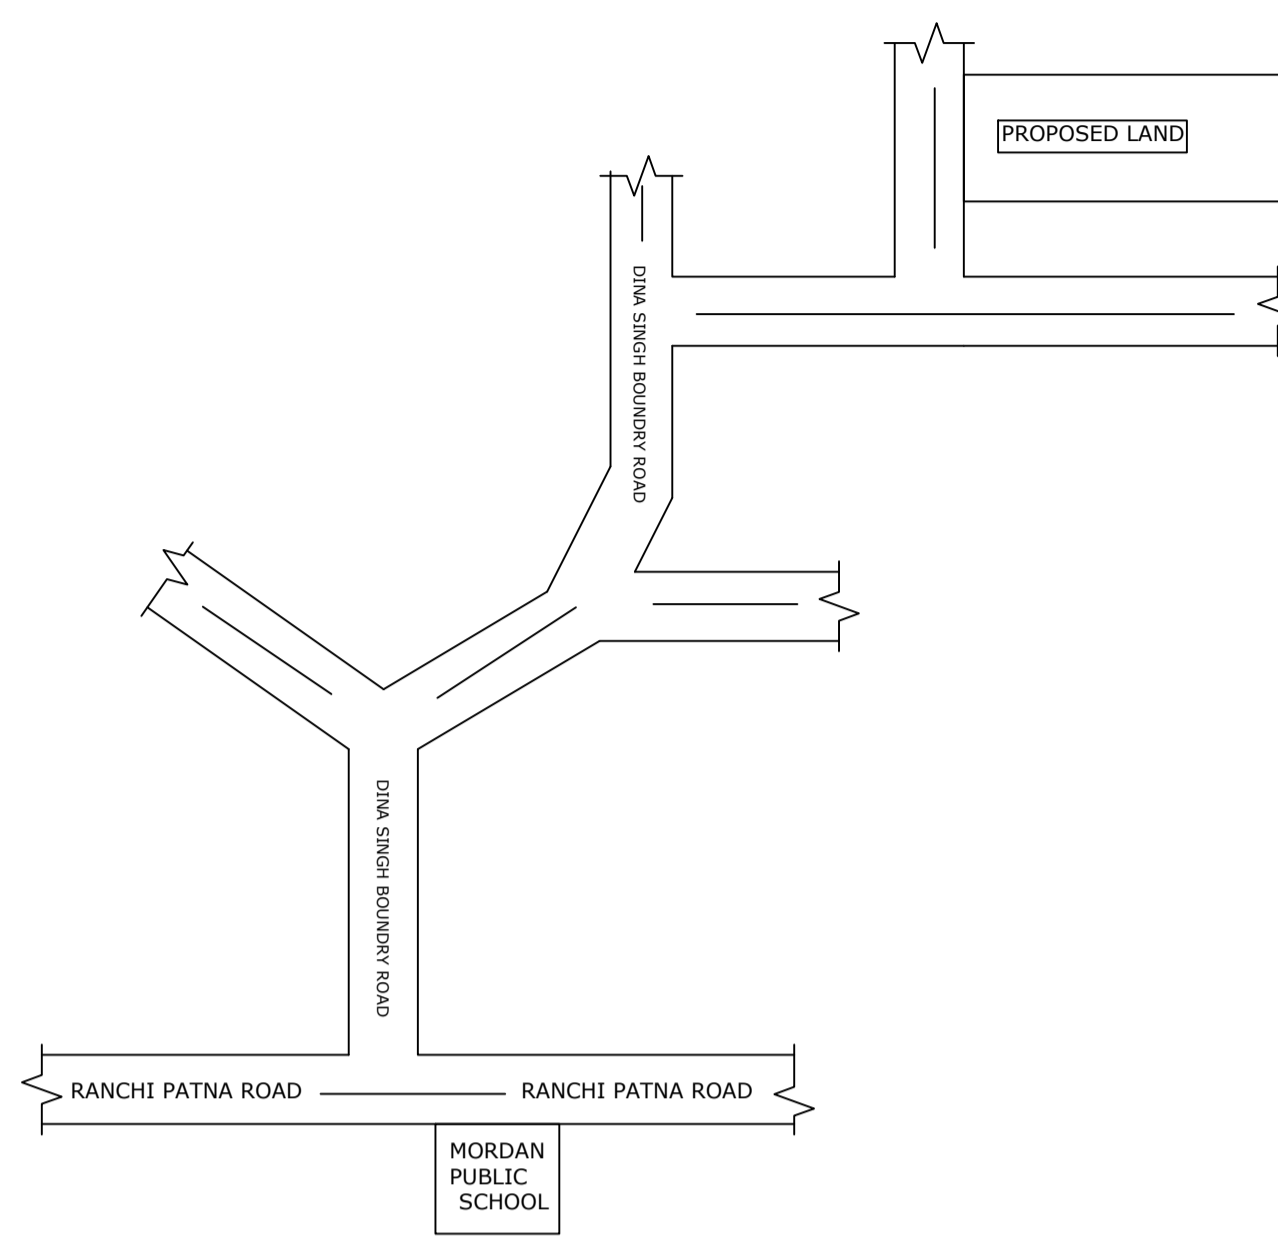 PROPOSED LAND
DINA SINGH BOUNDRY ROAD
DINA SINGH BOUNDRY ROAD
RANCHI PATNA ROAD
RANCHI PATNA ROAD
MORDAN
PUBLIC
SCHOOL